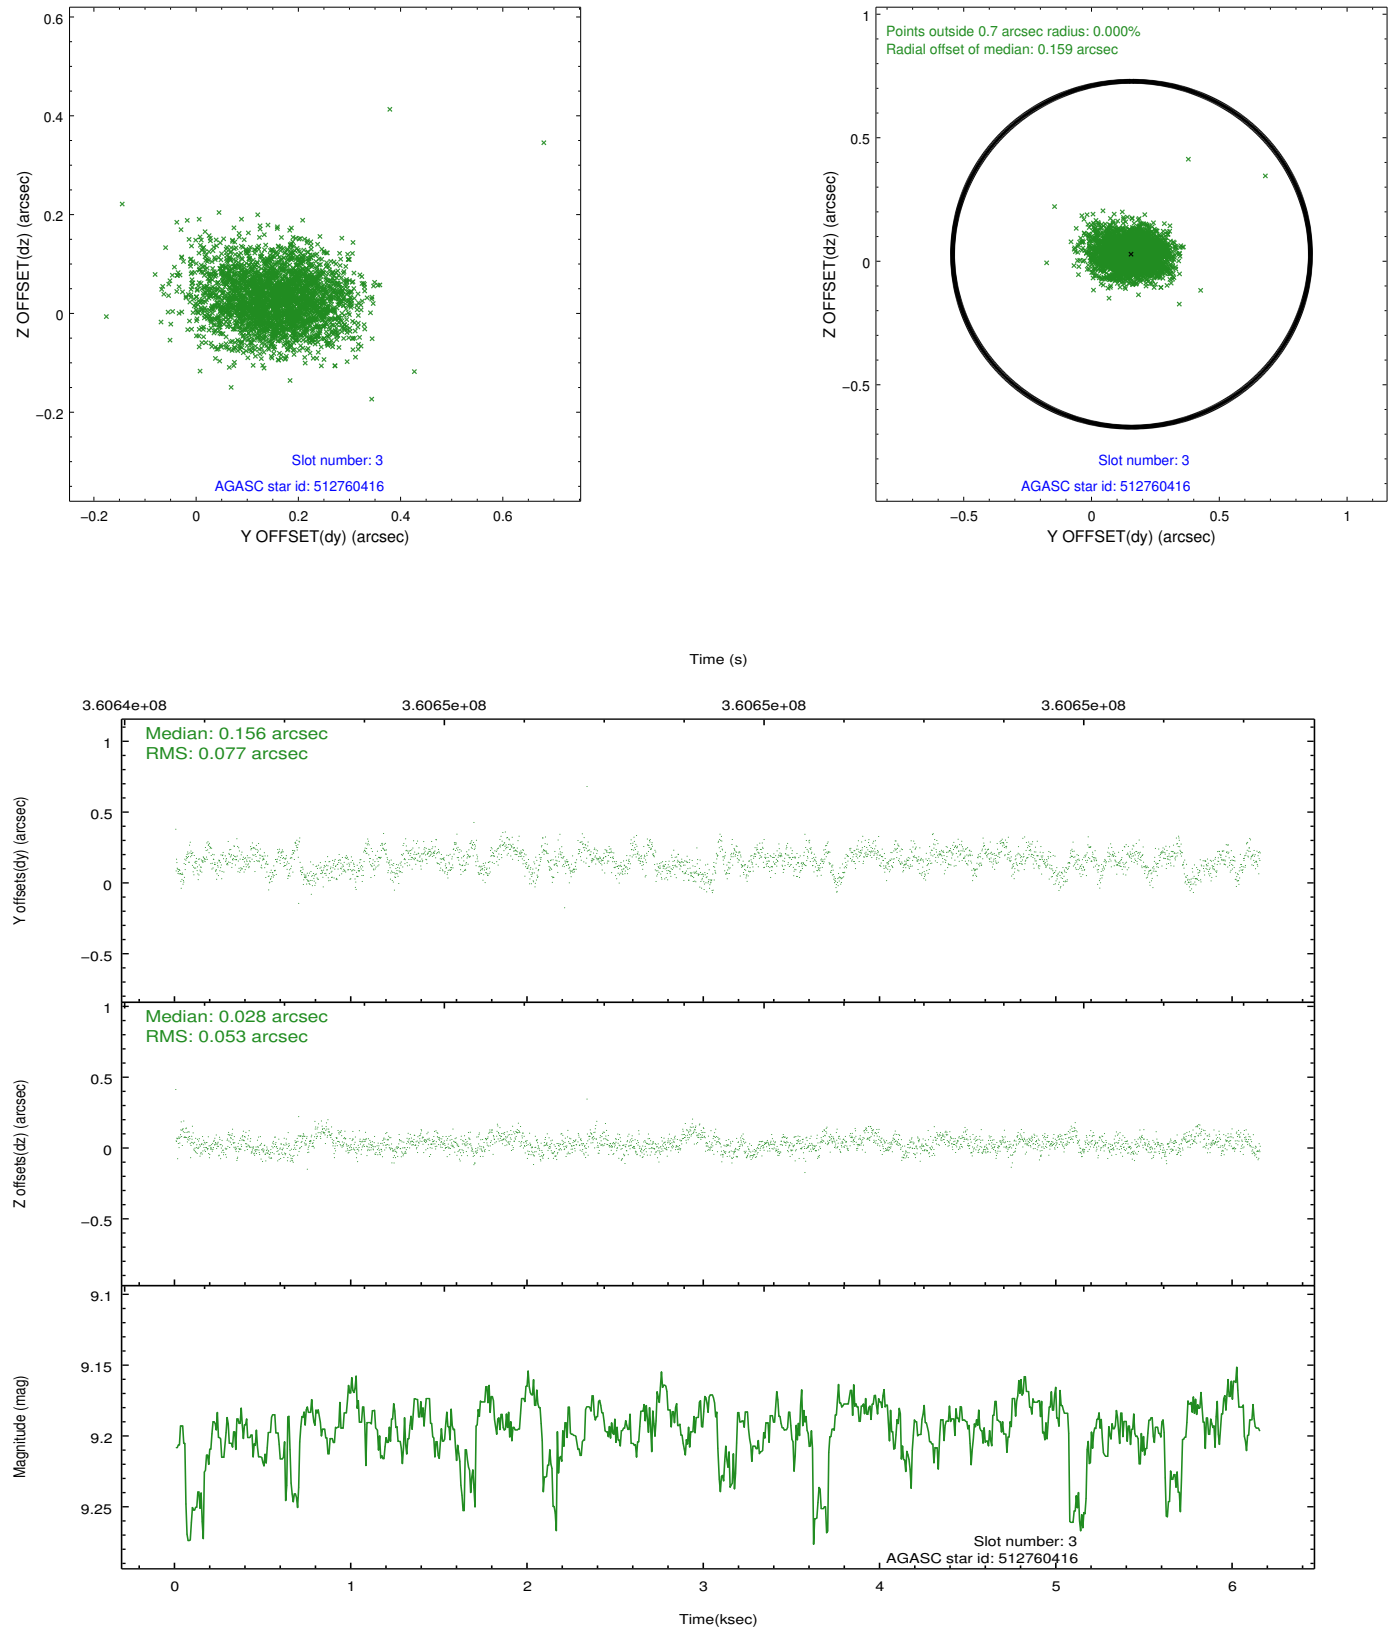 0.6
0.4
0.2
0
−0.2
Z OFFSET(dz) (arcsec)
Slot number: 3
AGASC star id: 512760416
−0.2 0 0.2 0.4 0.6
Y OFFSET(dy) (arcsec)
Points outside 0.7 arcsec radius: 0.000%
Radial offset of median: 0.159 arcsec
1
0.5
0
−0.5
Z OFFSET(dz) (arcsec)
Slot number: 3
AGASC star id: 512760416
−0.5 0 0.5 1
Y OFFSET(dy) (arcsec)
Time (s)
3.6064e+08 3.6065e+08 3.6065e+08 3.6065e+08
Median: 0.156 arcsec
RMS: 0.077 arcsec
1
0.5
0
−0.5
Y offsets(dy) (arcsec)
Median: 0.028 arcsec
RMS: 0.053 arcsec
1
0.5
0
−0.5
Z offsets(dz) (arcsec)
9.1
9.15
9.2
9.25
Magnitude (mag)
Slot number: 3
AGASC star id: 512760416
0 1 2 3 4 5 6
Time(ksec)